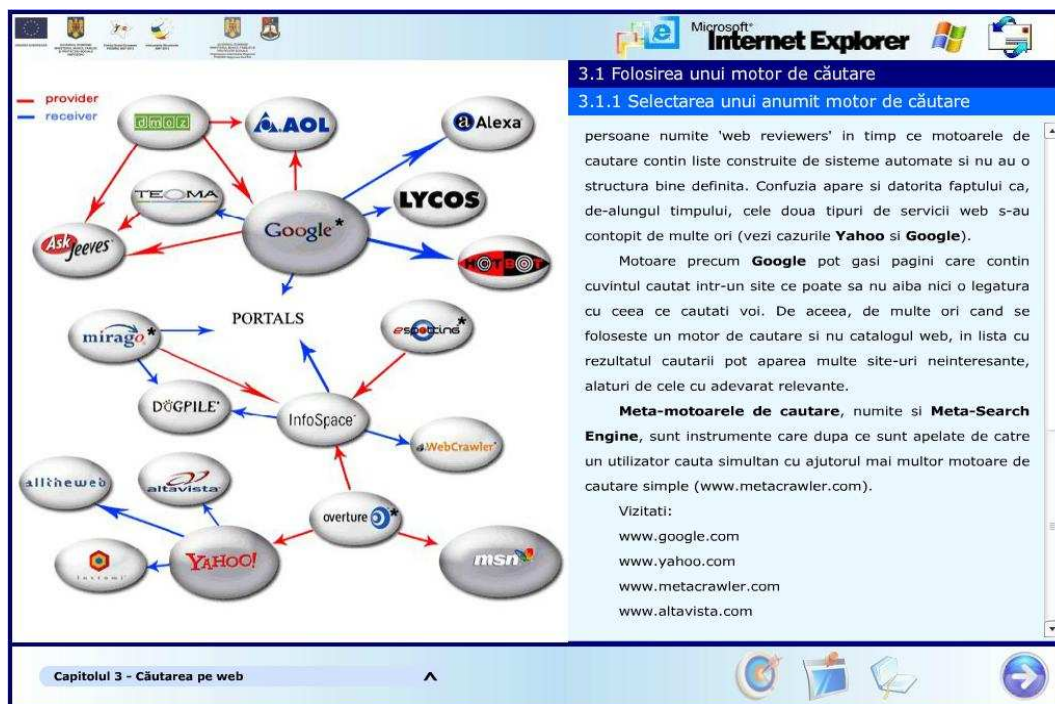 Microsoft
Internet Explorer
provider
receiver
dmoz
AOL
Alexa
TEOMA
LYCOS
Google*
Ask Jeeves
HOTBOT
PORTALS
mirago*
espotting*
DOGPILE
InfoSpace
WebCrawler
alltheweb
altavista
overture*
Inktomi
YAHOO!
msn
3.1 Folosirea unui motor de căutare
3.1.1 Selectarea unui anumit motor de căutare
persoane numite 'web reviewers' in timp ce motoarele de
cautare contin liste construite de sisteme automate si nu au o
structura bine definita. Confuzia apare si datorita faptului ca,
de-alungul timpului, cele doua tipuri de servicii web s-au
contopit de multe ori (vezi cazurile Yahoo si Google).
Motoare precum Google pot gasi pagini care contin
cuvintul cautat intr-un site ce poate sa nu aiba nici o legatura
cu ceea ce cautati voi. De aceea, de multe ori cand se
foloseste un motor de cautare si nu catalogul web, in lista cu
rezultatul cautarii pot aparea multe site-uri neinteresante,
alaturi de cele cu adevarat relevante.
Meta-motoarele de cautare, numite si Meta-Search
Engine, sunt instrumente care dupa ce sunt apelate de catre
un utilizator cauta simultan cu ajutorul mai multor motoare de
cautare simple (www.metacrawler.com).
Vizitati:
www.google.com
www.yahoo.com
www.metacrawler.com
www.altavista.com
Capitolul 3 - Căutarea pe web